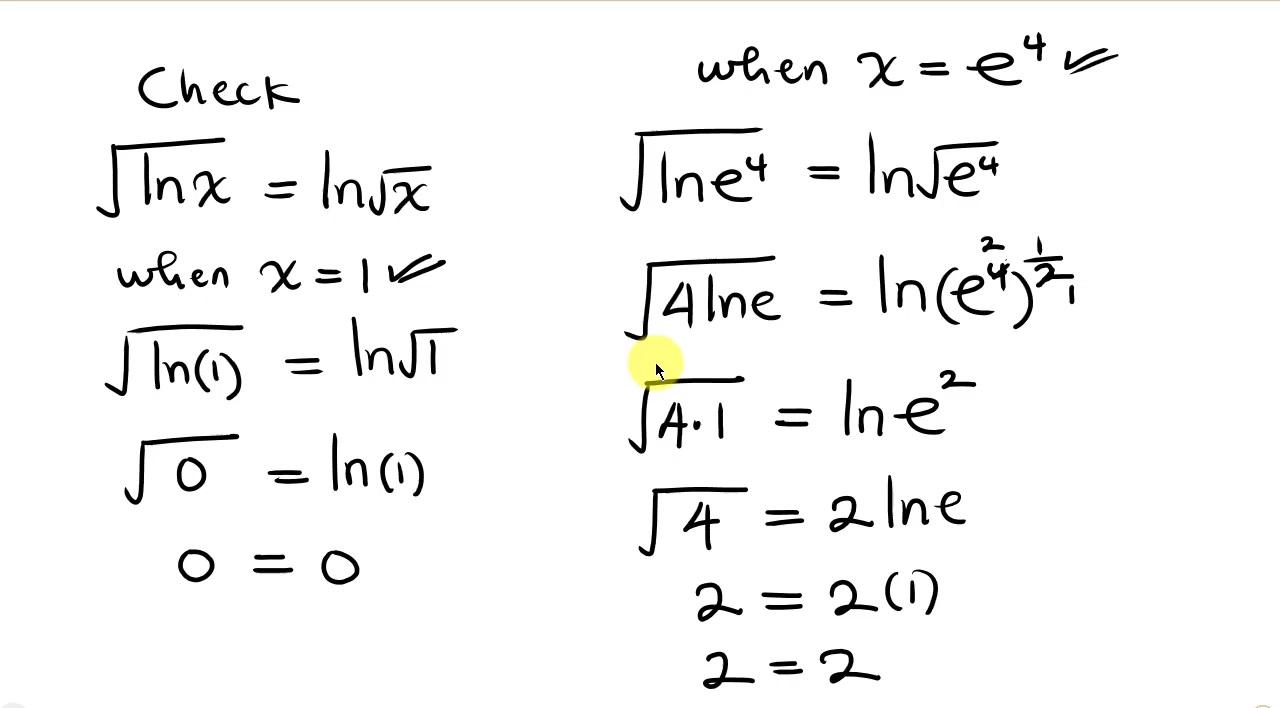 Check
√(ln x) = ln√x
when x = 1 ✓
√(ln(1)) = ln√1
√0 = ln(1)
0 = 0
when x = e⁴ ✓
√(ln e⁴) = ln√(e⁴)
√(4 ln e) = ln(e⁴)^(1/2) 2 1
√(4·1) = ln e²
√4 = 2 ln e
2 = 2(1)
2 = 2